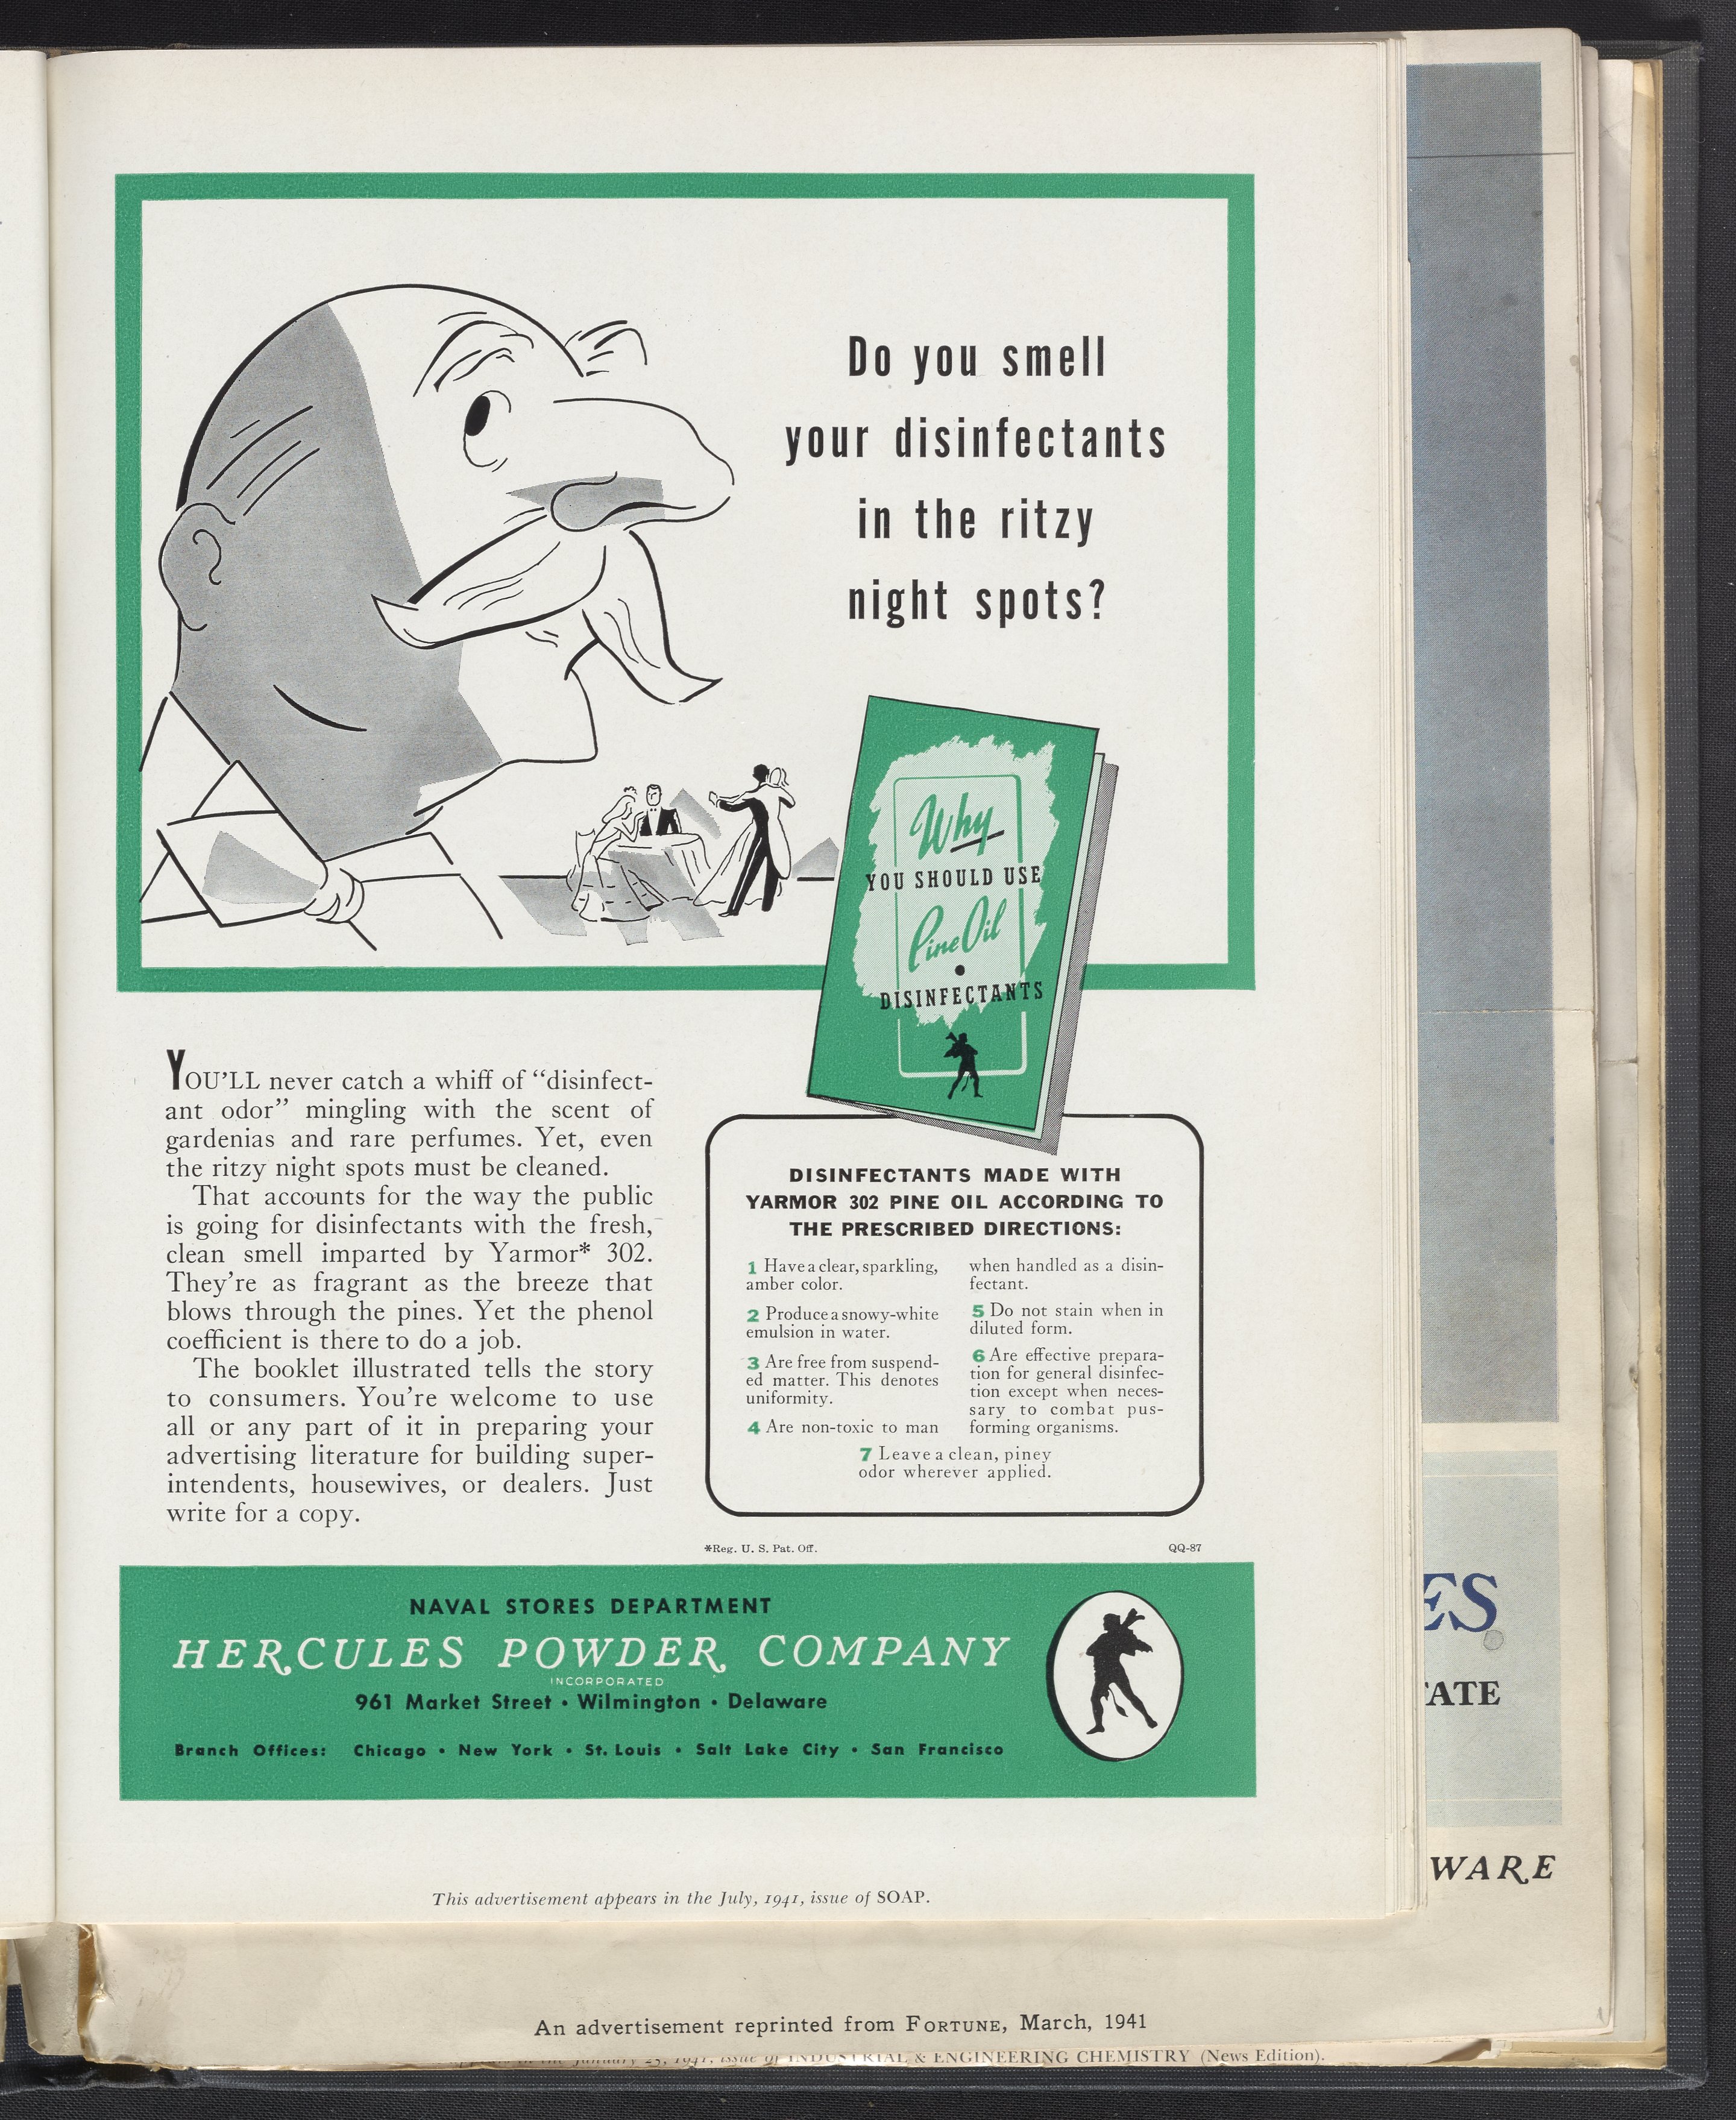 Do you smell
your disinfectants
in the ritzy
night spots?
Why
YOU SHOULD USE
Pine Oil
•
DISINFECTANTS
YOU'LL never catch a whiff of “disinfect-
ant odor” mingling with the scent of
gardenias and rare perfumes. Yet, even
the ritzy night spots must be cleaned.
That accounts for the way the public
is going for disinfectants with the fresh,
clean smell imparted by Yarmor* 302.
They're as fragrant as the breeze that
blows through the pines. Yet the phenol
coefficient is there to do a job.
The booklet illustrated tells the story
to consumers. You're welcome to use
all or any part of it in preparing your
advertising literature for building super-
intendents, housewives, or dealers. Just
write for a copy.
DISINFECTANTS MADE WITH
YARMOR 302 PINE OIL ACCORDING TO
THE PRESCRIBED DIRECTIONS:
1 Have a clear, sparkling,
amber color.
2 Produce a snowy-white
emulsion in water.
3 Are free from suspend-
ed matter. This denotes
uniformity.
4 Are non-toxic to man
when handled as a disin-
fectant.
5 Do not stain when in
diluted form.
6 Are effective prepara-
tion for general disinfec-
tion except when neces-
sary to combat pus-
forming organisms.
7 Leave a clean, piney
odor wherever applied.
*Reg. U. S. Pat. Off.
QQ-87
NAVAL STORES DEPARTMENT
HERCULES POWDER COMPANY
INCORPORATED
961 Market Street • Wilmington • Delaware
Branch Offices: Chicago • New York • St. Louis • Salt Lake City • San Francisco
This advertisement appears in the July, 1941, issue of SOAP.
ES
ATE
WARE
An advertisement reprinted from FORTUNE, March, 1941
the January 25, 1941, issue of INDUSTRIAL & ENGINEERING CHEMISTRY (News Edition).